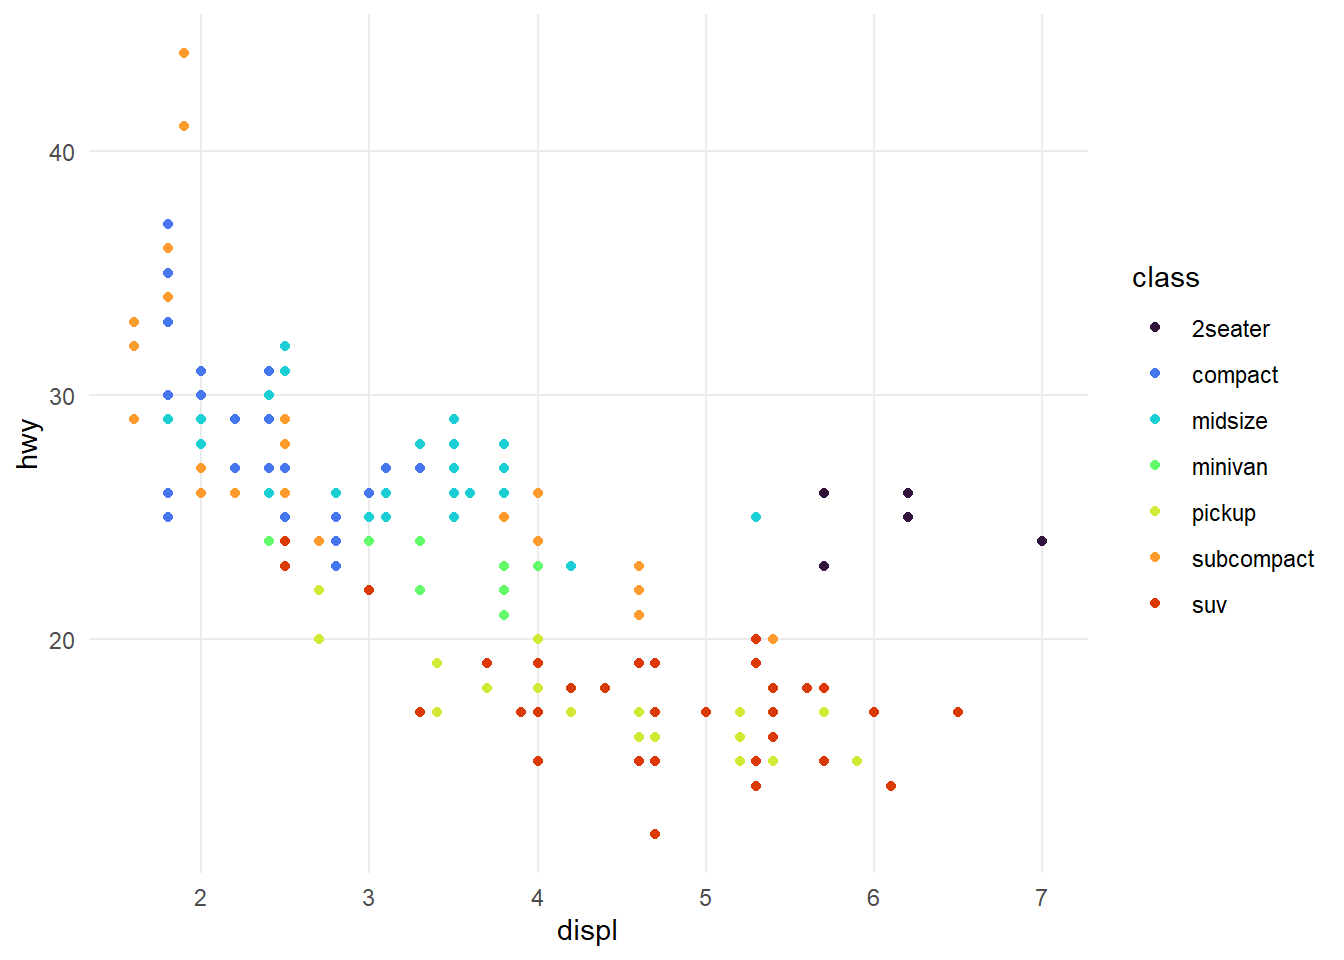 40
30
20
hwy
2
3
4
5
6
7
displ
class
2seater
compact
midsize
minivan
pickup
subcompact
suv